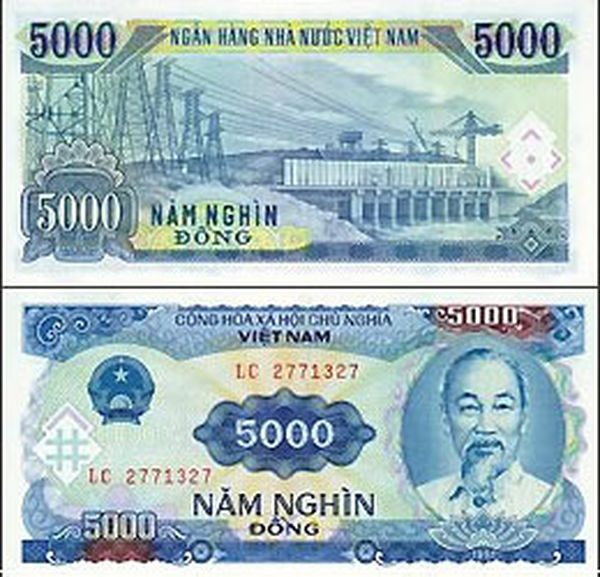 5000 NGÂN HÀNG NHÀ NƯỚC VIỆT NAM 5000
5000 NĂM NGHÌN
ĐỒNG
CỘNG HÒA XÃ HỘI CHỦ NGHĨA 5000
VIỆT NAM
LC 2771327
5000
LC 2771327
NĂM NGHÌN
5000 ĐỒNG